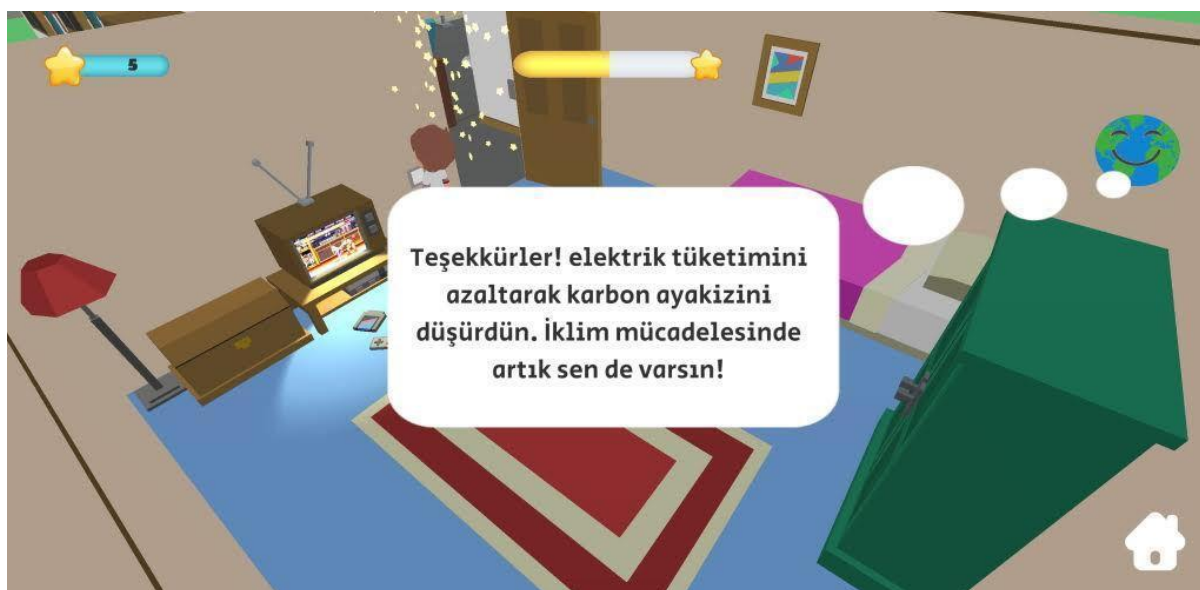 5
Teşekkürler! elektrik tüketimini
azaltarak karbon ayakizini
düşürdün. İklim mücadelesinde
artık sen de varsın!